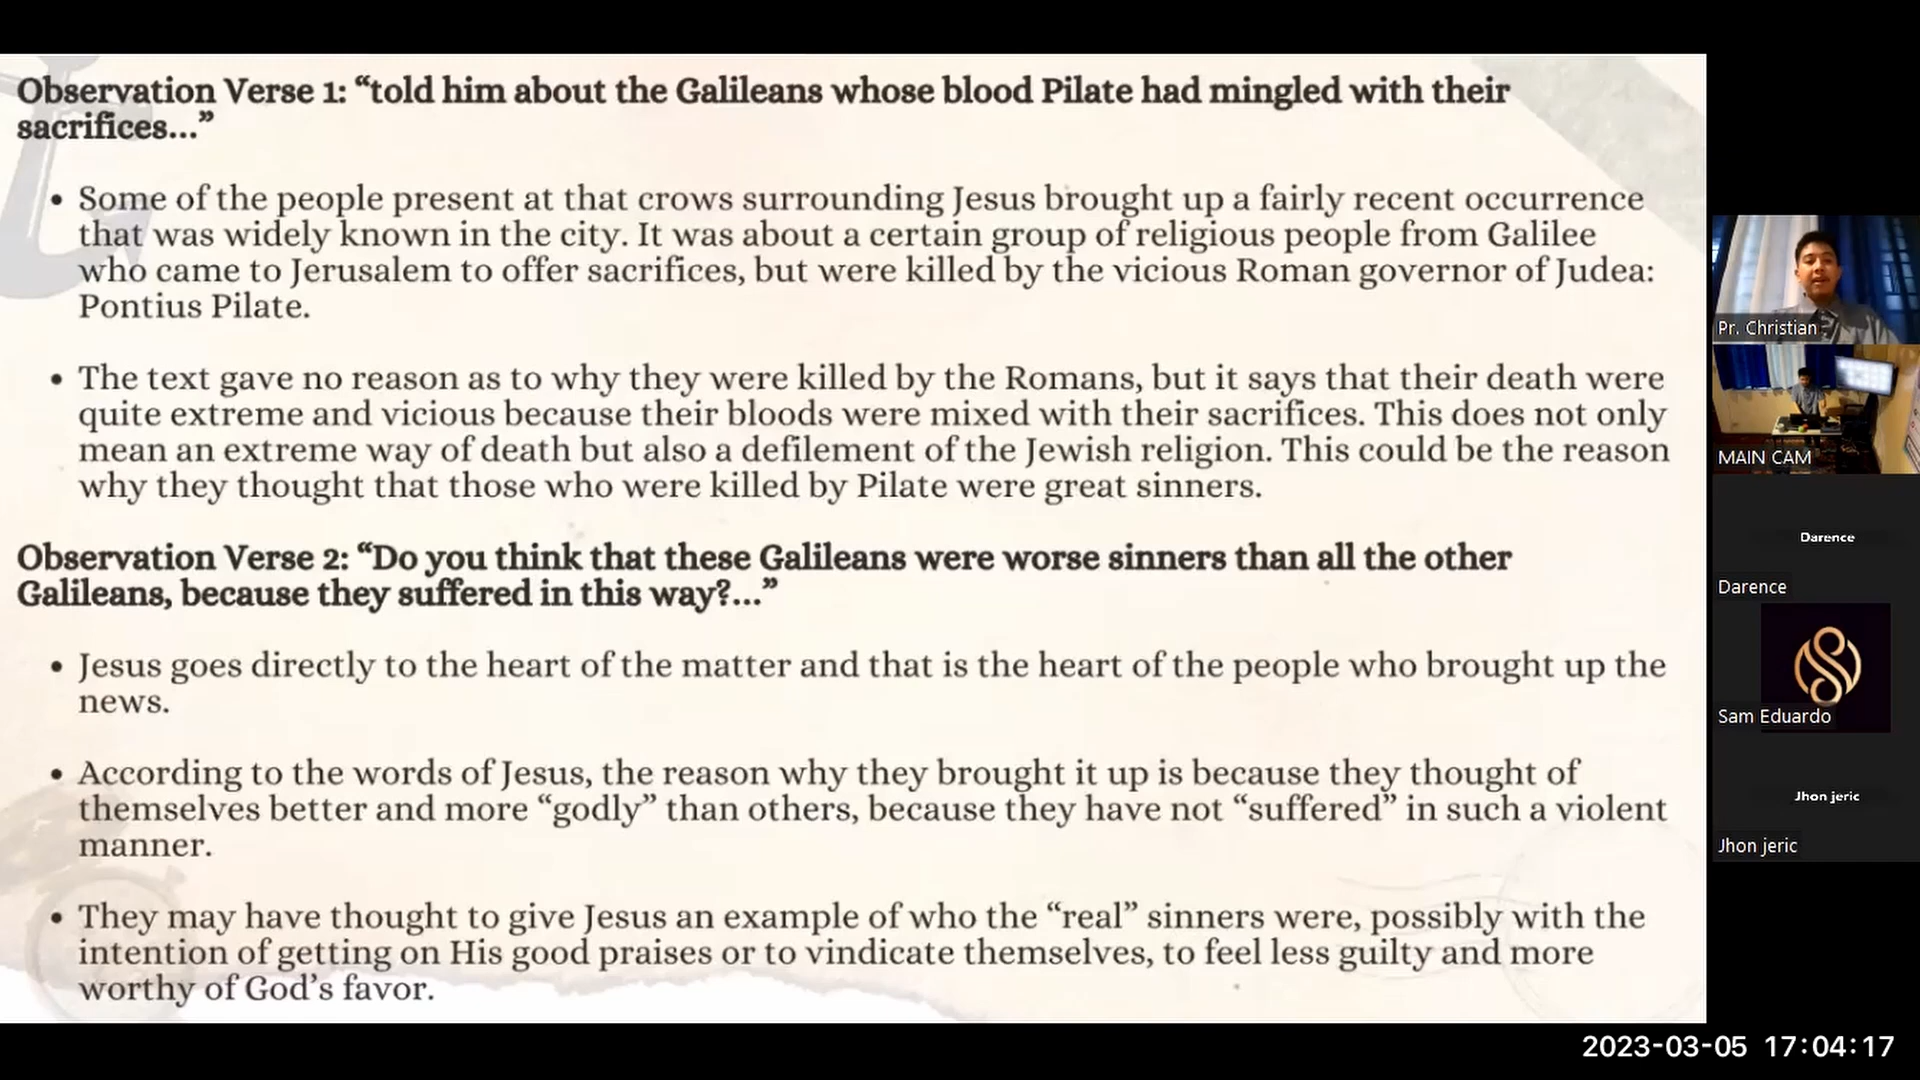 Observation Verse 1: “told him about the Galileans whose blood Pilate had mingled with their
sacrifices...”
• Some of the people present at that crows surrounding Jesus brought up a fairly recent occurrence
that was widely known in the city. It was about a certain group of religious people from Galilee
who came to Jerusalem to offer sacrifices, but were killed by the vicious Roman governor of Judea:
Pontius Pilate.
• The text gave no reason as to why they were killed by the Romans, but it says that their death were
quite extreme and vicious because their bloods were mixed with their sacrifices. This does not only
mean an extreme way of death but also a defilement of the Jewish religion. This could be the reason
why they thought that those who were killed by Pilate were great sinners.
Observation Verse 2: “Do you think that these Galileans were worse sinners than all the other
Galileans, because they suffered in this way?...”
• Jesus goes directly to the heart of the matter and that is the heart of the people who brought up the
news.
• According to the words of Jesus, the reason why they brought it up is because they thought of
themselves better and more “godly” than others, because they have not “suffered” in such a violent
manner.
• They may have thought to give Jesus an example of who the “real” sinners were, possibly with the
intention of getting on His good praises or to vindicate themselves, to feel less guilty and more
worthy of God’s favor.
Pr. Christian
MAIN CAM
Darence
Darence
Sam Eduardo
Jhon jeric
Jhon jeric
2023-03-05 17:04:17